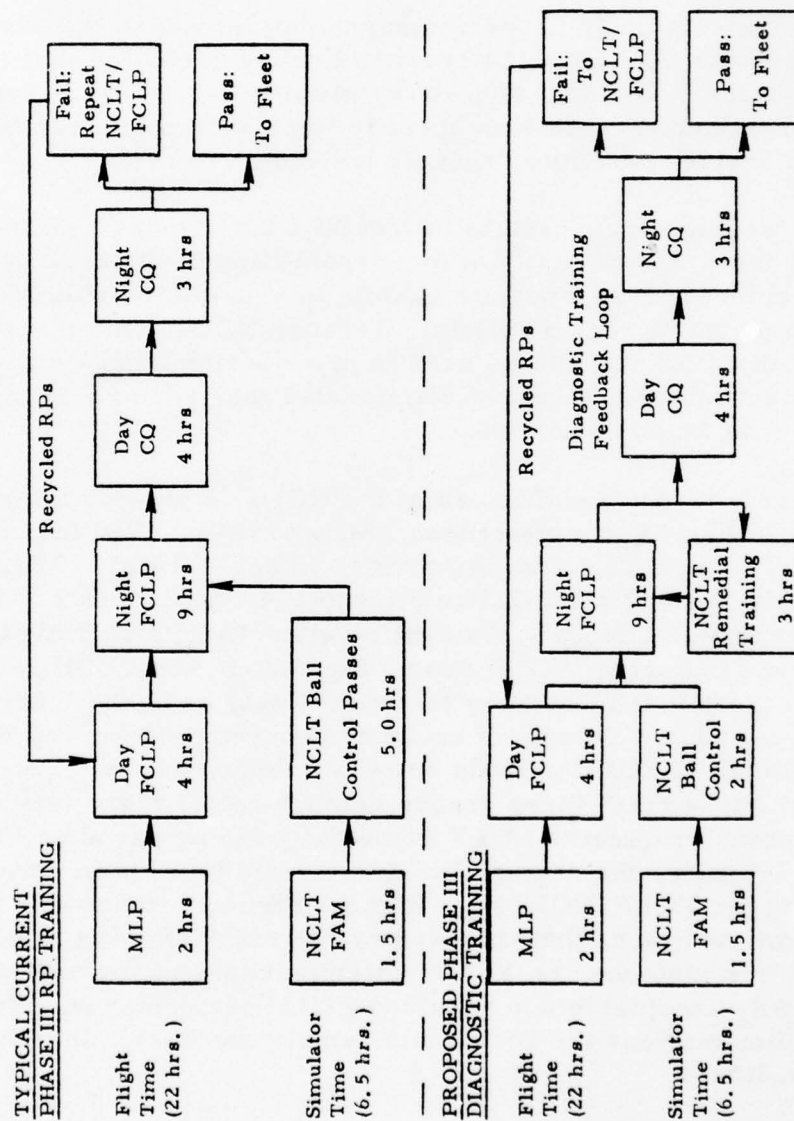 TYPICAL CURRENT
PHASE III RP TRAINING
Flight
Time
(22 hrs.)
MLP
2 hrs
Day
FCLP
4 hrs
Night
FCLP
9 hrs
Day
CQ
4 hrs
Night
CQ
3 hrs
Fail:
Repeat
NCLT/
FCLP
Pass:
To Fleet
Recycled RPs
Simulator
Time
(6.5 hrs.)
NCLT
FAM
1.5 hrs
NCLT Ball
Control Passes
5.0 hrs
PROPOSED PHASE III
DIAGNOSTIC TRAINING
Flight
Time
(22 hrs.)
MLP
2 hrs
Day
FCLP
4 hrs
Night
FCLP
9 hrs
Recycled RPs
Diagnostic Training
Feedback Loop
Day
CQ
4 hrs
Night
CQ
3 hrs
Fail:
To
NCLT/
FCLP
Pass:
To Fleet
Simulator
Time
(6.5 hrs.)
NCLT
FAM
1.5 hrs
NCLT
Ball
Control
2 hrs
NCLT
Remedial
Training
3 hrs